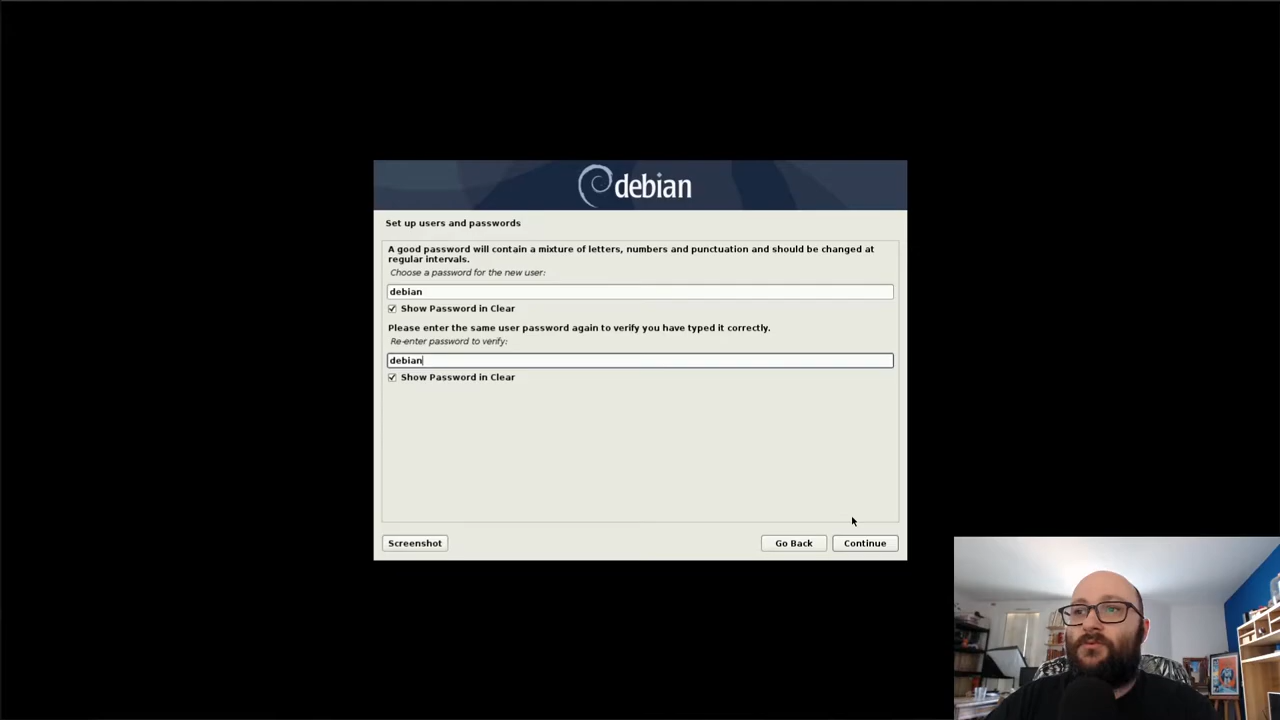 debian
Set up users and passwords
A good password will contain a mixture of letters, numbers and punctuation and should be changed at
regular intervals.
Choose a password for the new user:
debian
Show Password in Clear
Please enter the same user password again to verify you have typed it correctly.
Re-enter password to verify:
debian
Show Password in Clear
Screenshot
Go Back
Continue